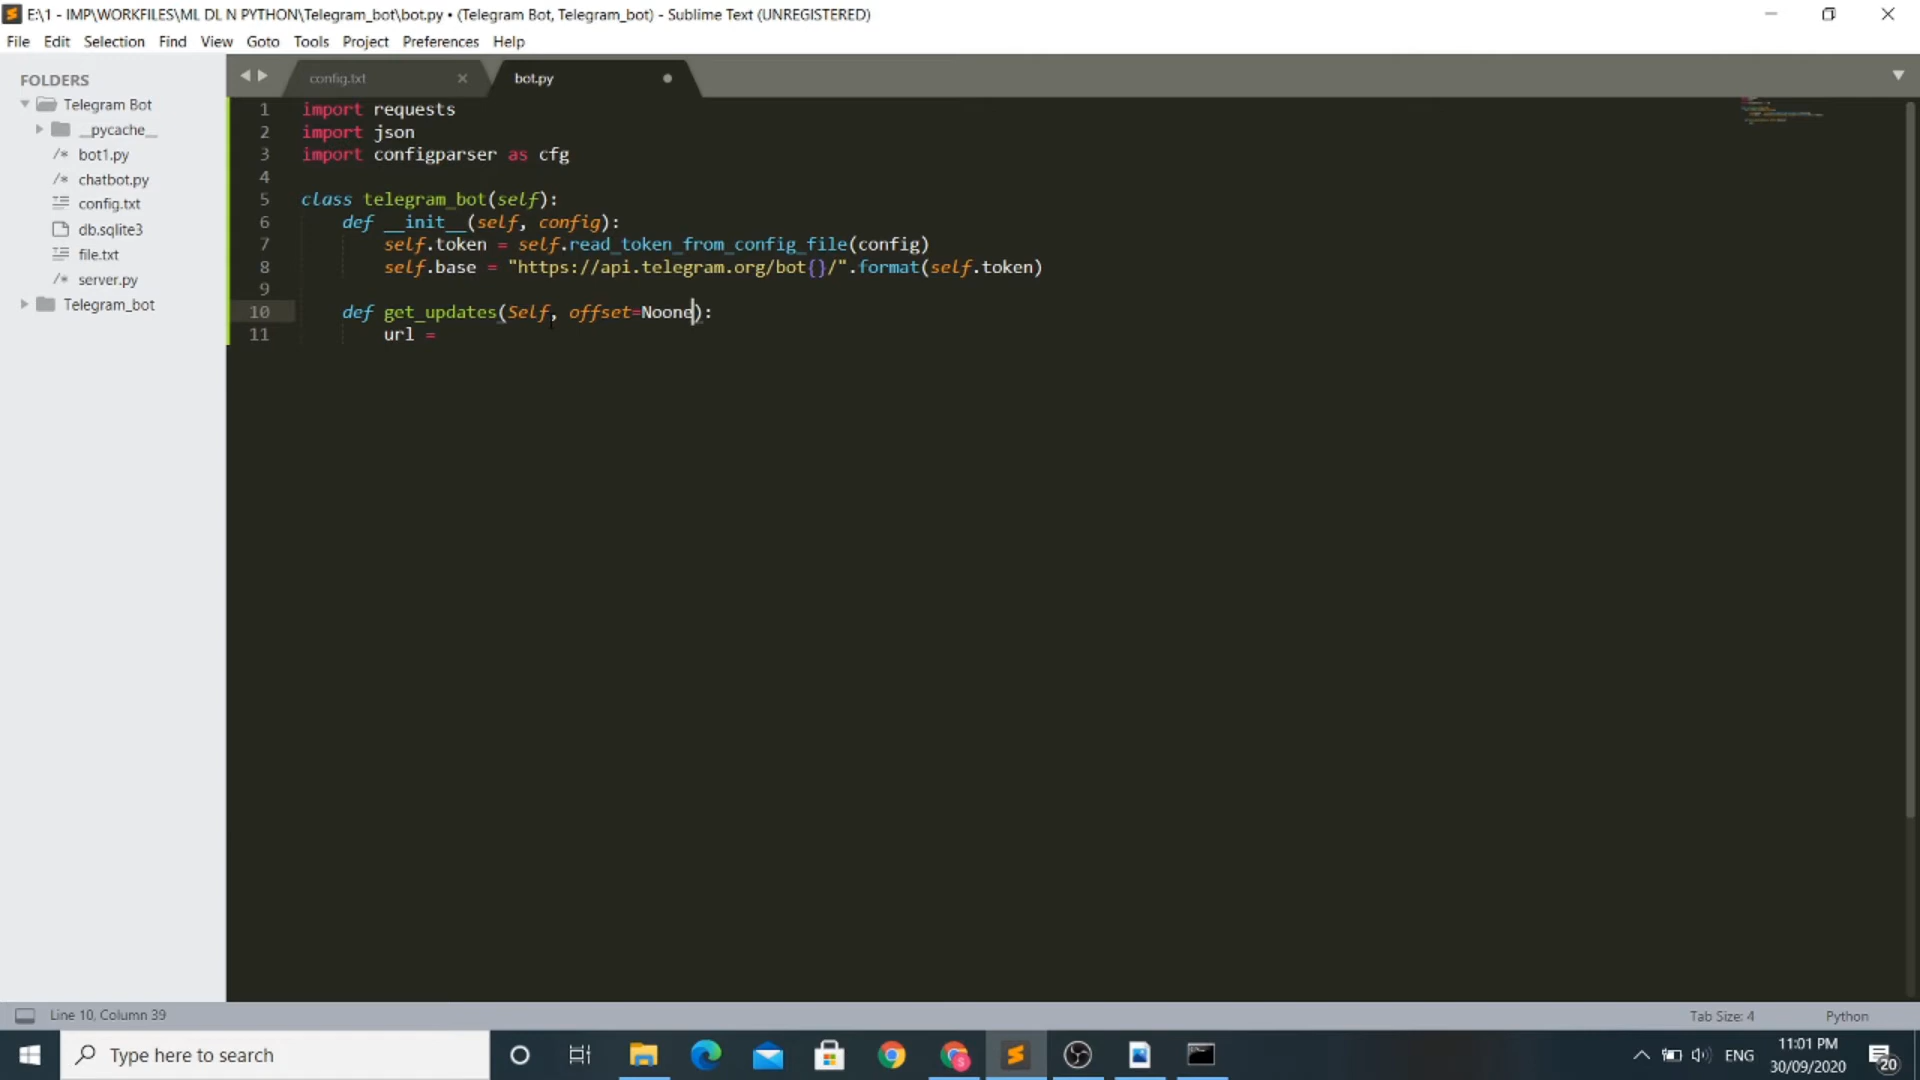 E:\1 - IMP\WORKFILES\ML DL N PYTHON\Telegram_bot\bot.py • (Telegram Bot, Telegram_bot) - Sublime Text (UNREGISTERED)
File Edit Selection Find View Goto Tools Project Preferences Help
FOLDERS
Telegram Bot
__pycache__
/* bot1.py
/* chatbot.py
config.txt
db.sqlite3
file.txt
/* server.py
Telegram_bot
config.txt bot.py
1 import requests
2 import json
3 import configparser as cfg
4
5 class telegram_bot(self):
6 def __init__(self, config):
7 self.token = self.read_token_from_config_file(config)
8 self.base = "https://api.telegram.org/bot{}/".format(self.token)
9
10 def get_updates(Self, offset=Noone):
11 url =
Line 10, Column 39
Tab Size: 4 Python
Type here to search
ENG
11:01 PM
30/09/2020
20